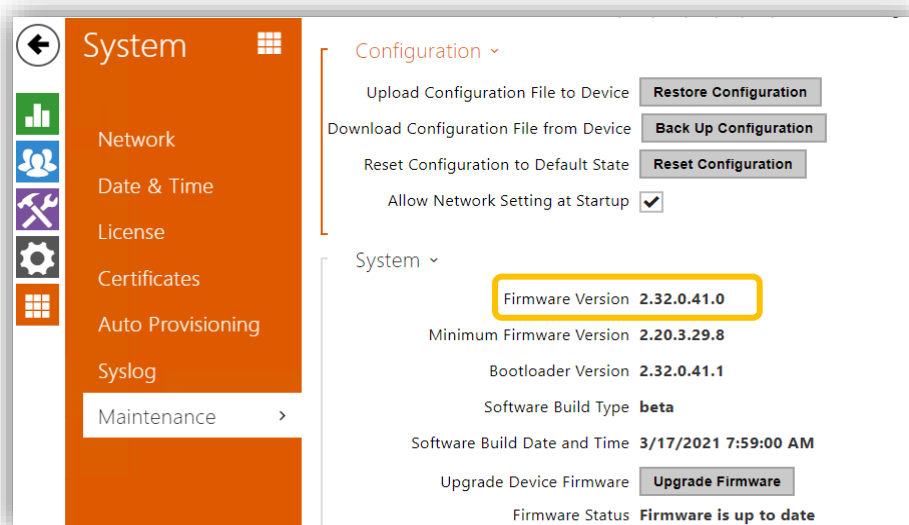 System
Network
Date & Time
License
Certificates
Auto Provisioning
Syslog
Maintenance
Configuration
Upload Configuration File to Device Restore Configuration
Download Configuration File from Device Back Up Configuration
Reset Configuration to Default State Reset Configuration
Allow Network Setting at Startup
System
Firmware Version 2.32.0.41.0
Minimum Firmware Version 2.20.3.29.8
Bootloader Version 2.32.0.41.1
Software Build Type beta
Software Build Date and Time 3/17/2021 7:59:00 AM
Upgrade Device Firmware Upgrade Firmware
Firmware Status Firmware is up to date